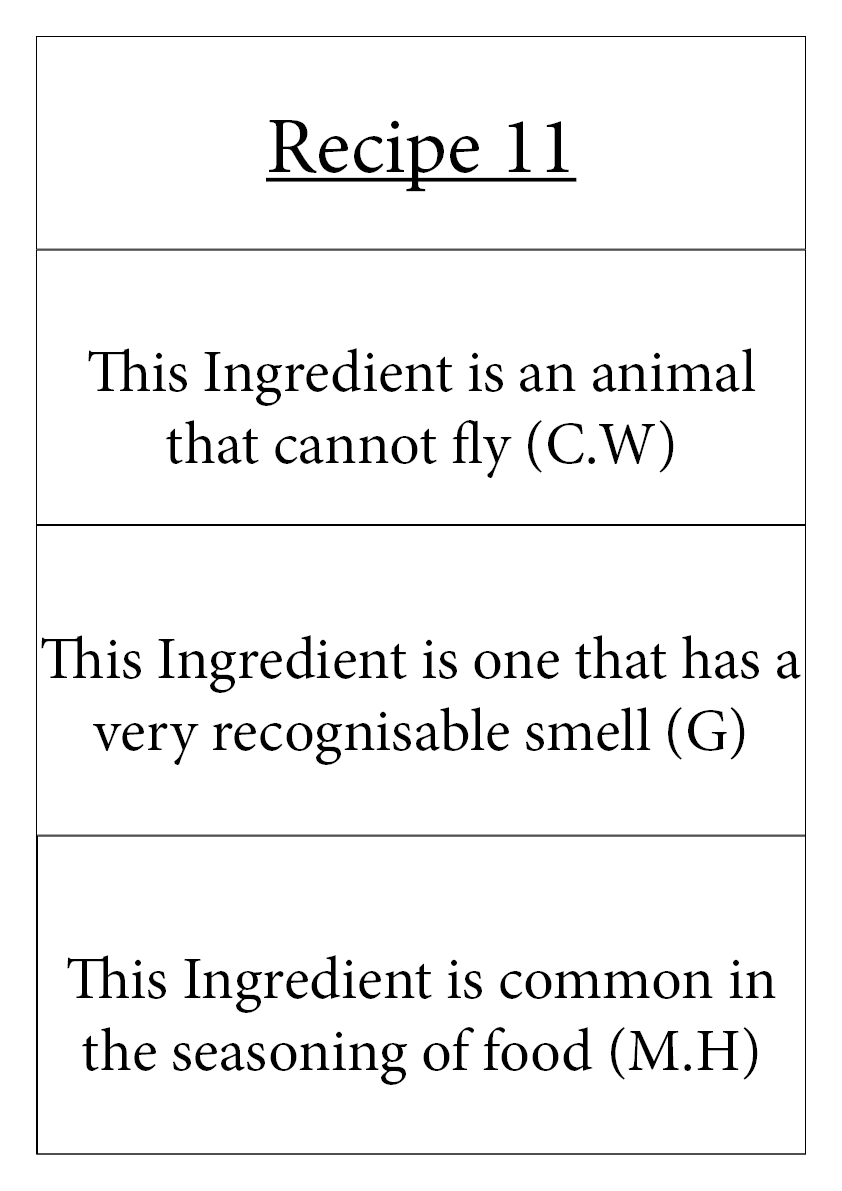 Recipe 11
This Ingredient is an animal
that cannot fly (C.W)
This Ingredient is one that has a
very recognisable smell (G)
This Ingredient is common in
the seasoning of food (M.H)